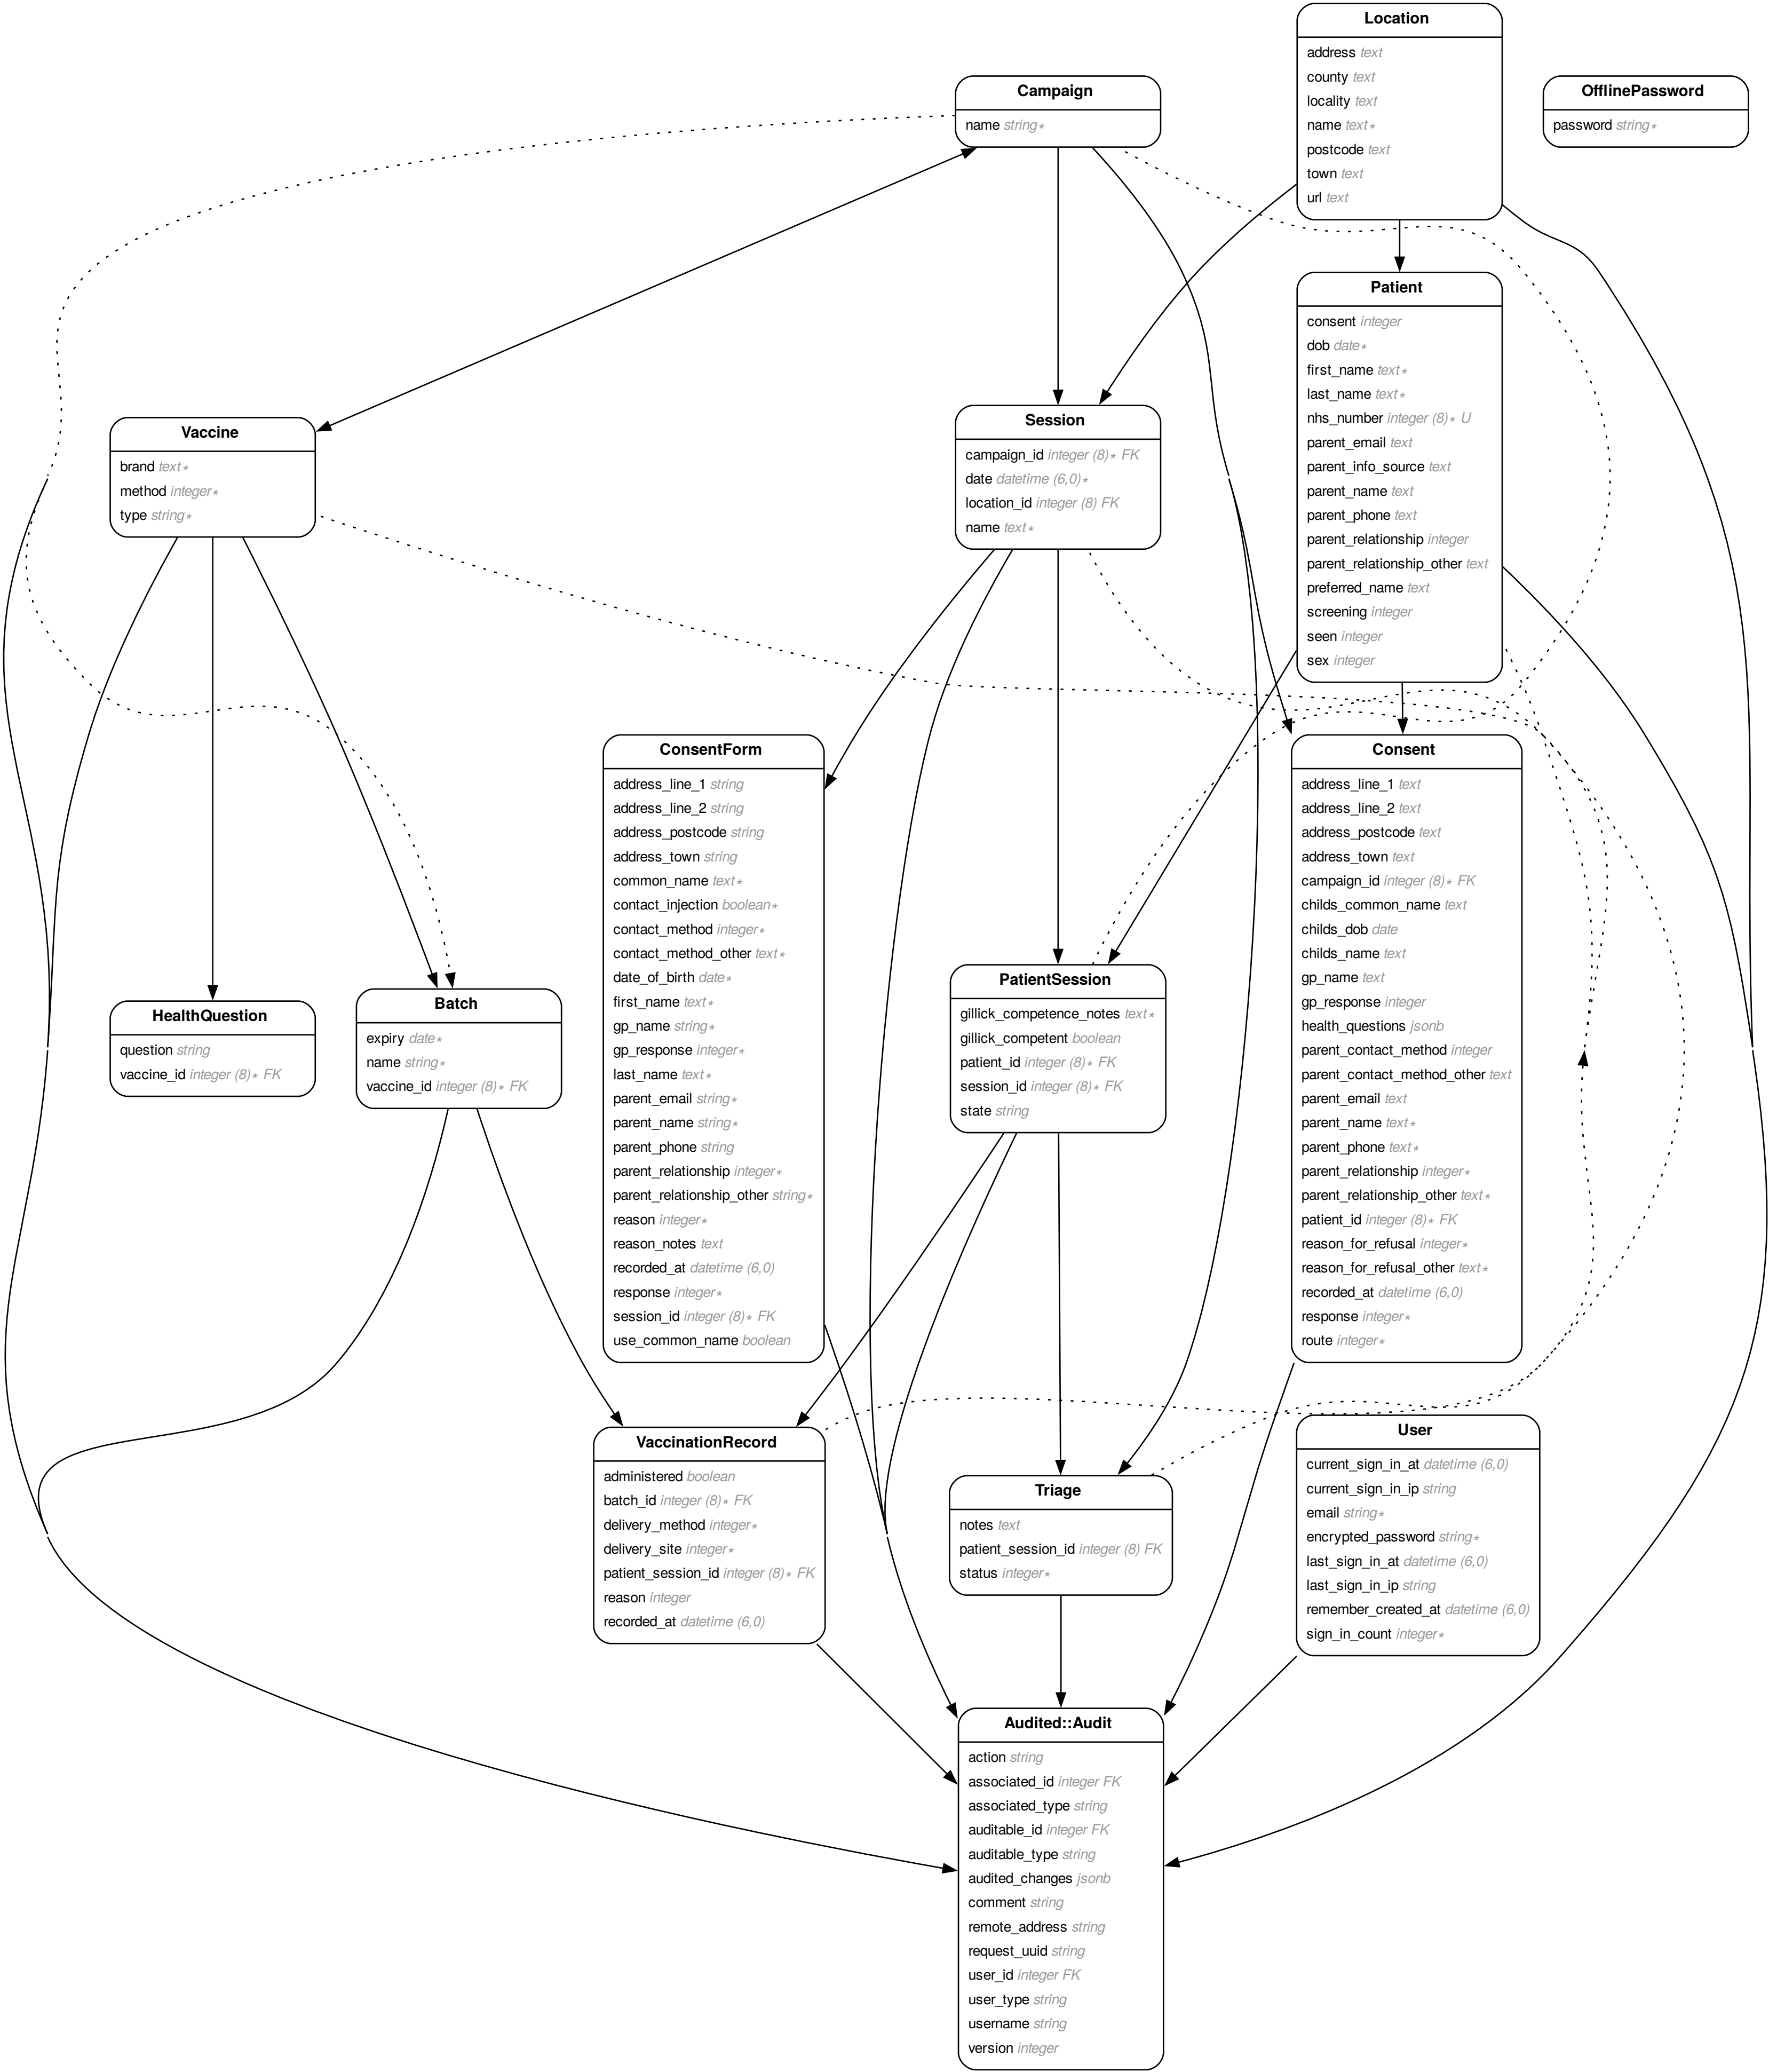 Location
address text
county text
locality text
name text*
postcode text
town text
url text
Campaign
name string*
OfflinePassword
password string*
Patient
consent integer
dob date*
first_name text*
last_name text*
nhs_number integer (8)* U
parent_email text
parent_info_source text
parent_name text
parent_phone text
parent_relationship integer
parent_relationship_other text
preferred_name text
screening integer
seen integer
sex integer
Vaccine
brand text*
method integer*
type string*
Session
campaign_id integer (8)* FK
date datetime (6,0)*
location_id integer (8) FK
name text*
ConsentForm
address_line_1 string
address_line_2 string
address_postcode string
address_town string
common_name text*
contact_injection boolean*
contact_method integer*
contact_method_other text*
date_of_birth date*
first_name text*
gp_name string*
gp_response integer*
last_name text*
parent_email string*
parent_name string*
parent_phone string
parent_relationship integer*
parent_relationship_other string*
reason integer*
reason_notes text
recorded_at datetime (6,0)
response integer*
session_id integer (8)* FK
use_common_name boolean
Consent
address_line_1 text
address_line_2 text
address_postcode text
address_town text
campaign_id integer (8)* FK
childs_common_name text
childs_dob date
childs_name text
gp_name text
gp_response integer
health_questions jsonb
parent_contact_method integer
parent_contact_method_other text
parent_email text
parent_name text*
parent_phone text*
parent_relationship integer*
parent_relationship_other text*
patient_id integer (8)* FK
reason_for_refusal integer*
reason_for_refusal_other text*
recorded_at datetime (6,0)
response integer*
route integer*
HealthQuestion
question string
vaccine_id integer (8)* FK
Batch
expiry date*
name string*
vaccine_id integer (8)* FK
PatientSession
gillick_competence_notes text*
gillick_competent boolean
patient_id integer (8)* FK
session_id integer (8)* FK
state string
VaccinationRecord
administered boolean
batch_id integer (8)* FK
delivery_method integer*
delivery_site integer*
patient_session_id integer (8)* FK
reason integer
recorded_at datetime (6,0)
Triage
notes text
patient_session_id integer (8) FK
status integer*
User
current_sign_in_at datetime (6,0)
current_sign_in_ip string
email string*
encrypted_password string*
last_sign_in_at datetime (6,0)
last_sign_in_ip string
remember_created_at datetime (6,0)
sign_in_count integer*
Audited::Audit
action string
associated_id integer FK
associated_type string
auditable_id integer FK
auditable_type string
audited_changes jsonb
comment string
remote_address string
request_uuid string
user_id integer FK
user_type string
username string
version integer